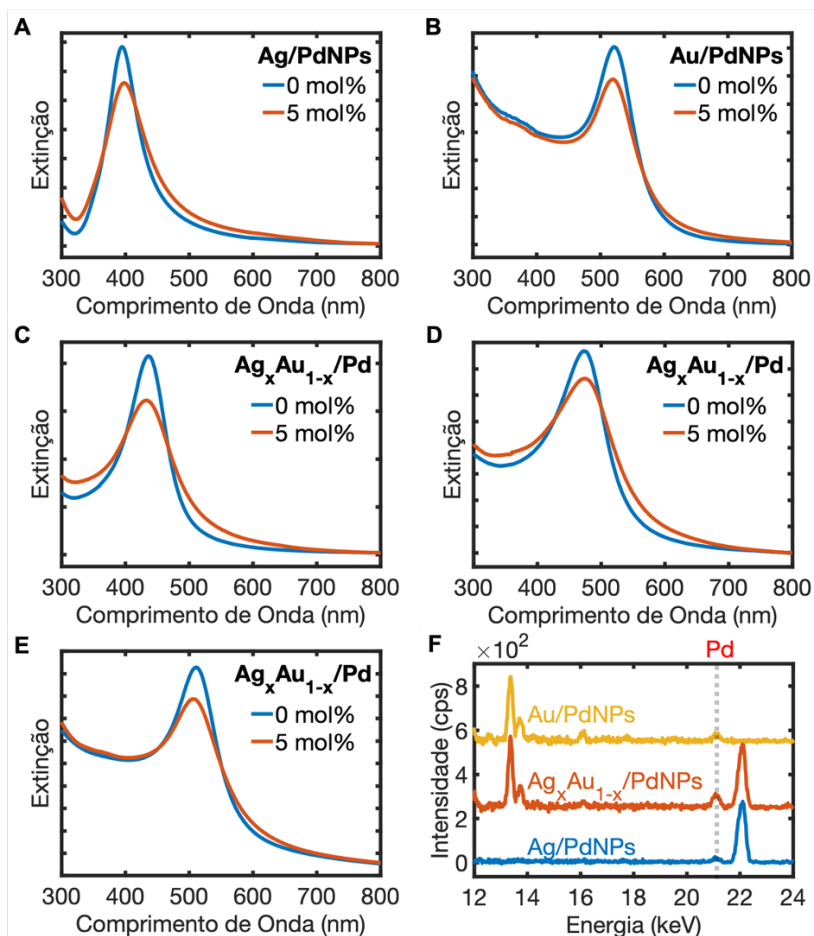 A
Ag/PdNPs
0 mol%
5 mol%
Extinção
300 400 500 600 700 800
Comprimento de Onda (nm)
B
Au/PdNPs
0 mol%
5 mol%
Extinção
300 400 500 600 700 800
Comprimento de Onda (nm)
C
AgxAu1-x/Pd
0 mol%
5 mol%
Extinção
300 400 500 600 700 800
Comprimento de Onda (nm)
D
AgxAu1-x/Pd
0 mol%
5 mol%
Extinção
300 400 500 600 700 800
Comprimento de Onda (nm)
E
AgxAu1-x/Pd
0 mol%
5 mol%
Extinção
300 400 500 600 700 800
Comprimento de Onda (nm)
F
×10²
Pd
8
6
4
2
0
Intensidade (cps)
Au/PdNPs
AgxAu1-x/PdNPs
Ag/PdNPs
12 14 16 18 20 22 24
Energia (keV)